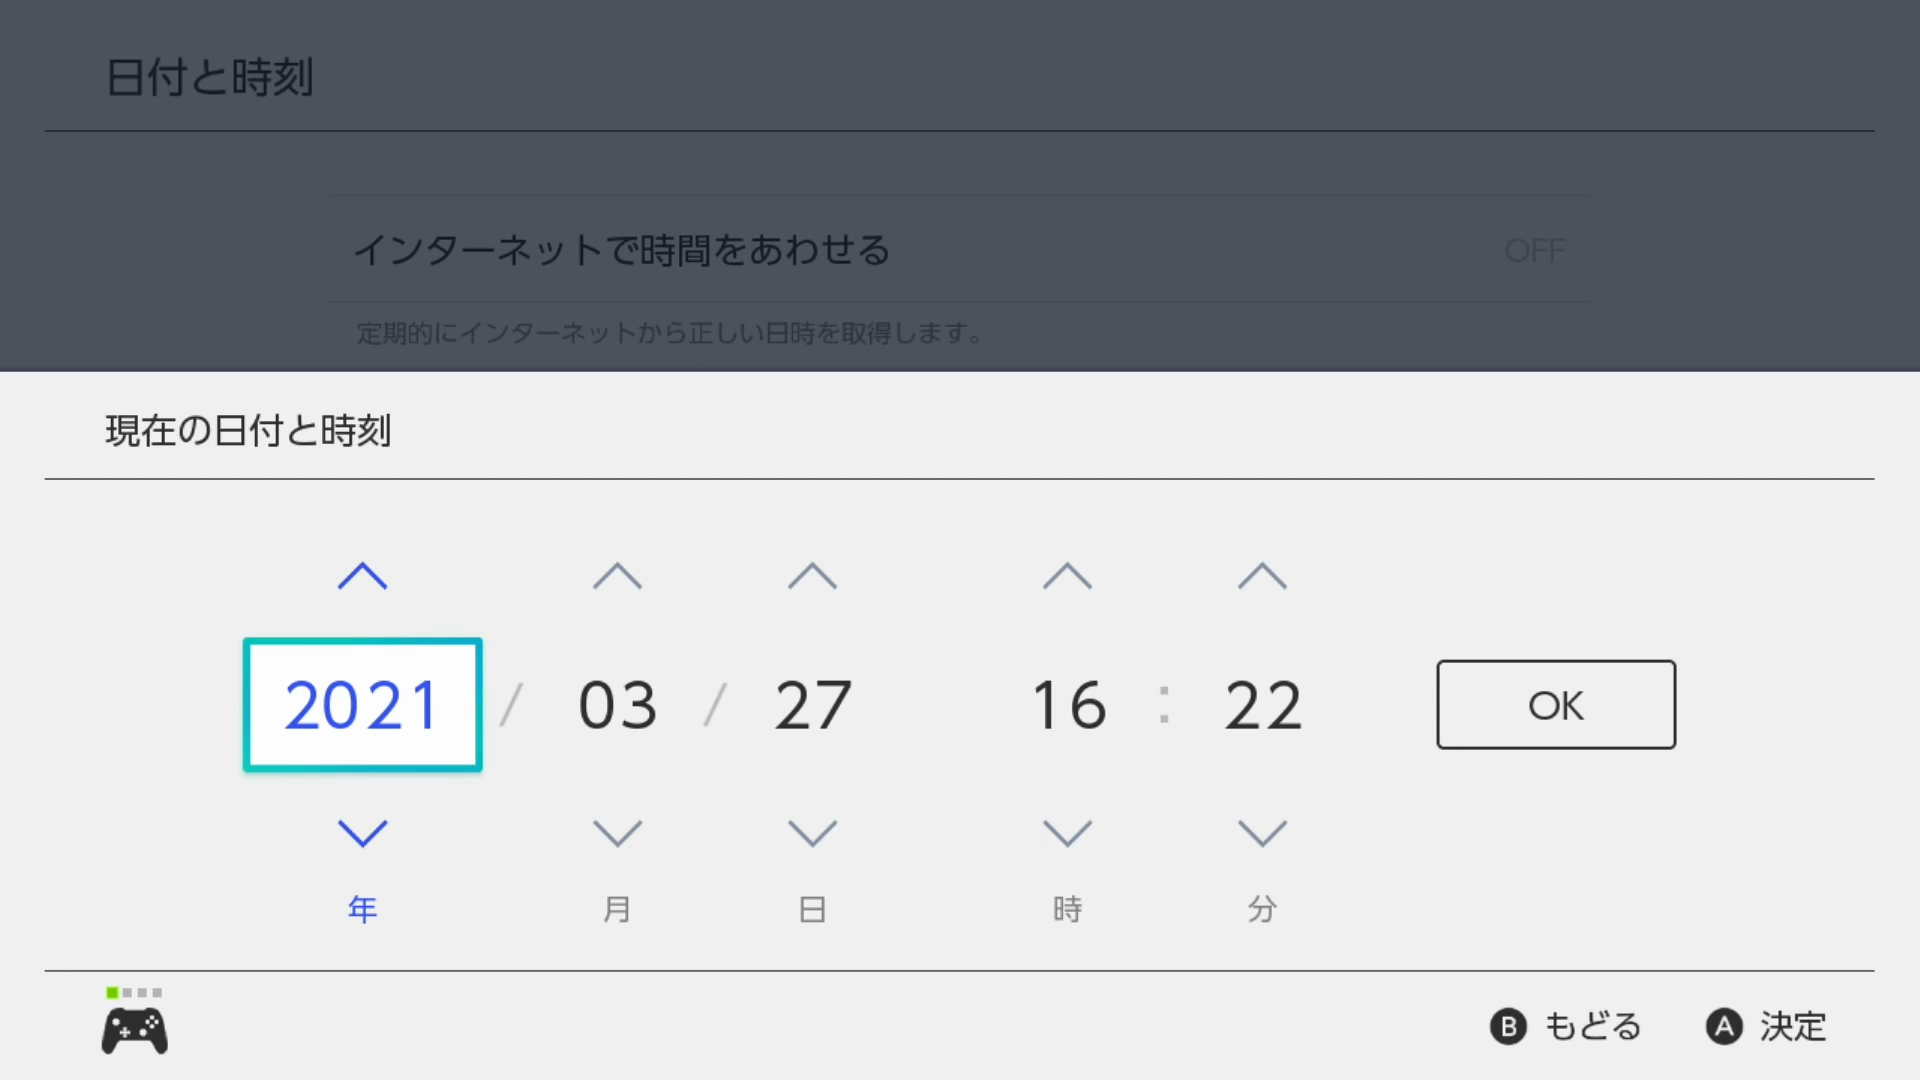 日付と時刻
インターネットで時間をあわせる OFF
定期的にインターネットから正しい日時を取得します。
現在の日付と時刻
2021 / 03 / 27 16 : 22 OK
年 月 日 時 分
B もどる A 決定